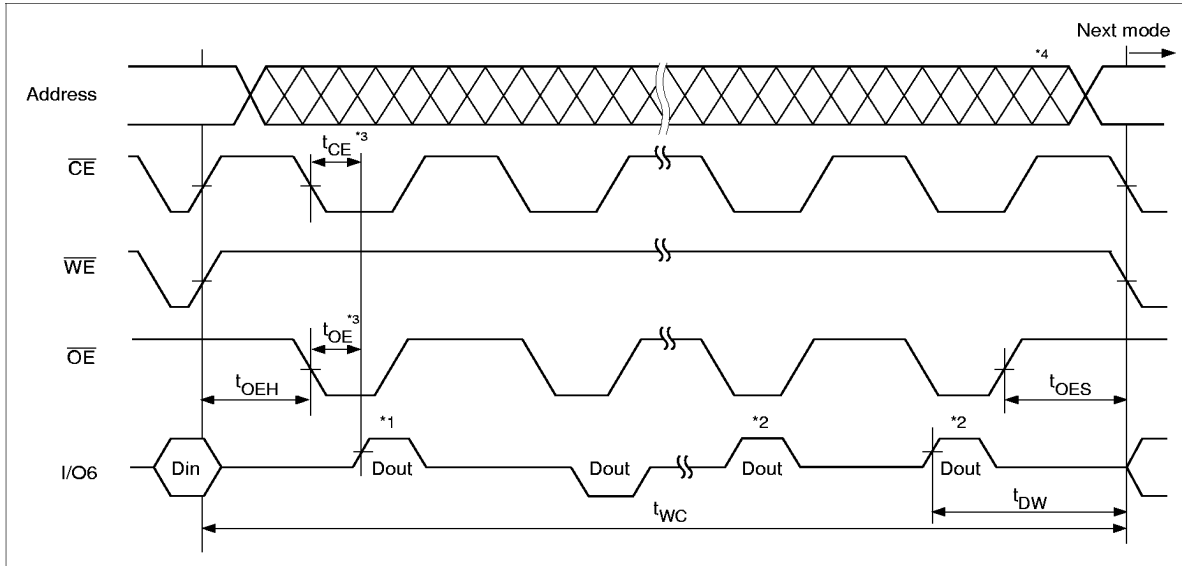 Next mode
Address
*4
tCE *3
CE
WE
tOE *3
OE
tOEH
tOES
*1
*2
*2
I/O6
Din
Dout
Dout
Dout
Dout
tDW
tWC